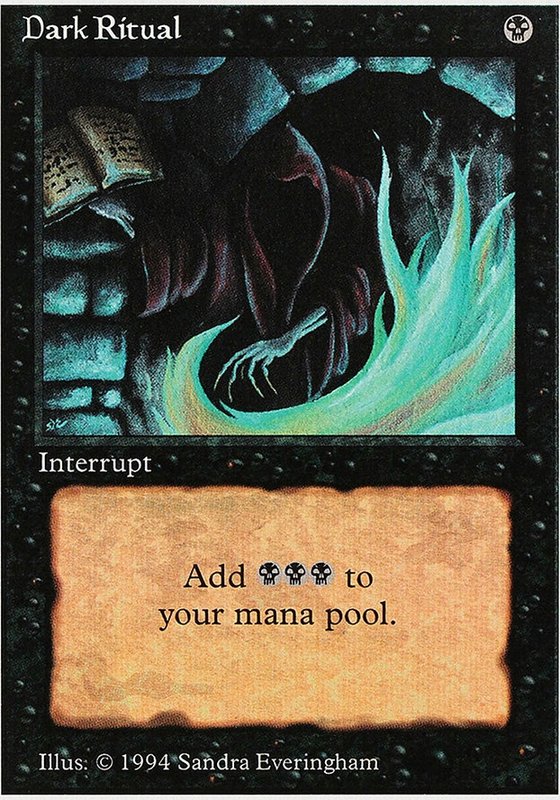 Dark Ritual
Interrupt
Add to
your mana pool.
Illus. © 1994 Sandra Everingham